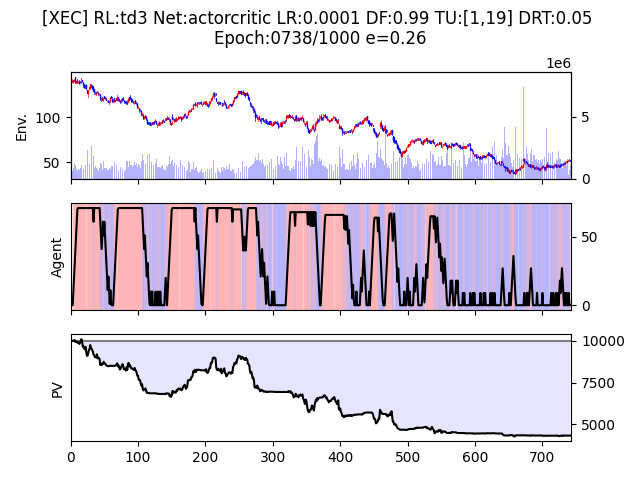 [XEC] RL:td3 Net:actorcritic LR:0.0001 DF:0.99 TU:[1,19] DRT:0.05
Epoch:0738/1000 e=0.26
1e6
Env.
100
50
5
0
Agent
50
0
PV
10000
7500
5000
0 100 200 300 400 500 600 700